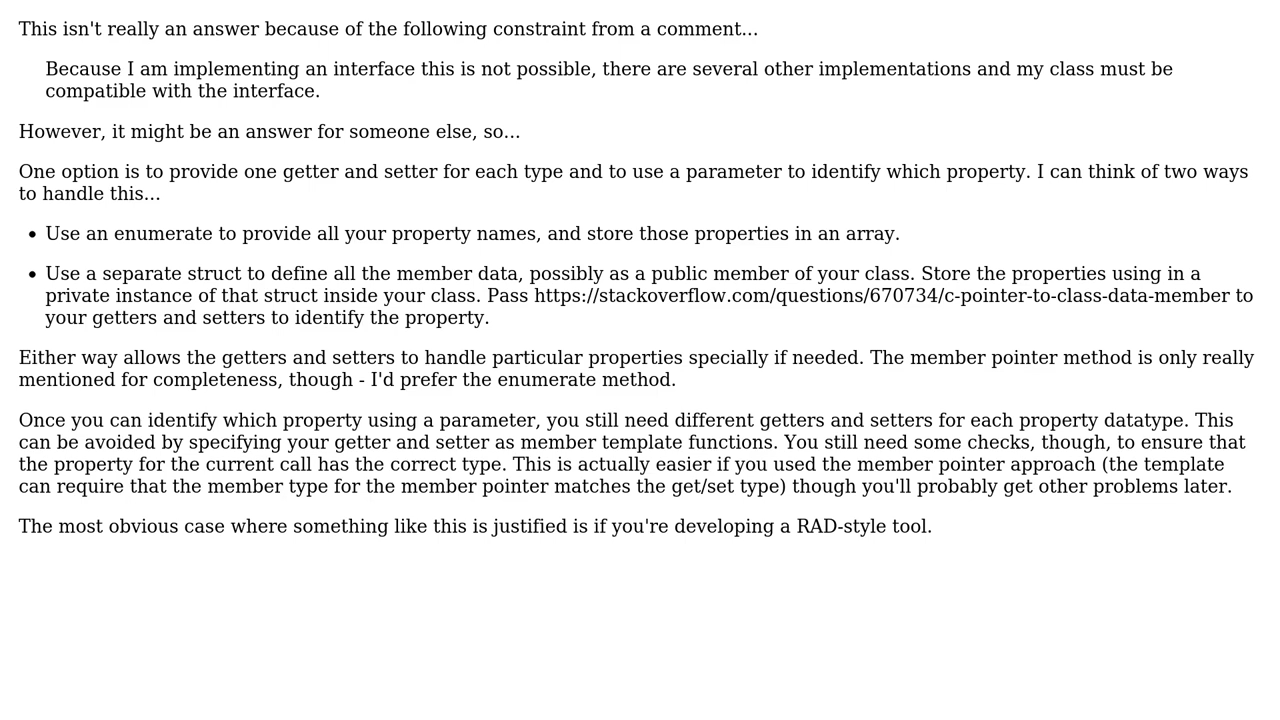 This isn't really an answer because of the following constraint from a comment...
Because I am implementing an interface this is not possible, there are several other implementations and my class must be
compatible with the interface.
However, it might be an answer for someone else, so...
One option is to provide one getter and setter for each type and to use a parameter to identify which property. I can think of two ways
to handle this...
• Use an enumerate to provide all your property names, and store those properties in an array.
• Use a separate struct to define all the member data, possibly as a public member of your class. Store the properties using in a
private instance of that struct inside your class. Pass https://stackoverflow.com/questions/670734/c-pointer-to-class-data-member to
your getters and setters to identify the property.
Either way allows the getters and setters to handle particular properties specially if needed. The member pointer method is only really
mentioned for completeness, though - I'd prefer the enumerate method.
Once you can identify which property using a parameter, you still need different getters and setters for each property datatype. This
can be avoided by specifying your getter and setter as member template functions. You still need some checks, though, to ensure that
the property for the current call has the correct type. This is actually easier if you used the member pointer approach (the template
can require that the member type for the member pointer matches the get/set type) though you'll probably get other problems later.
The most obvious case where something like this is justified is if you're developing a RAD-style tool.